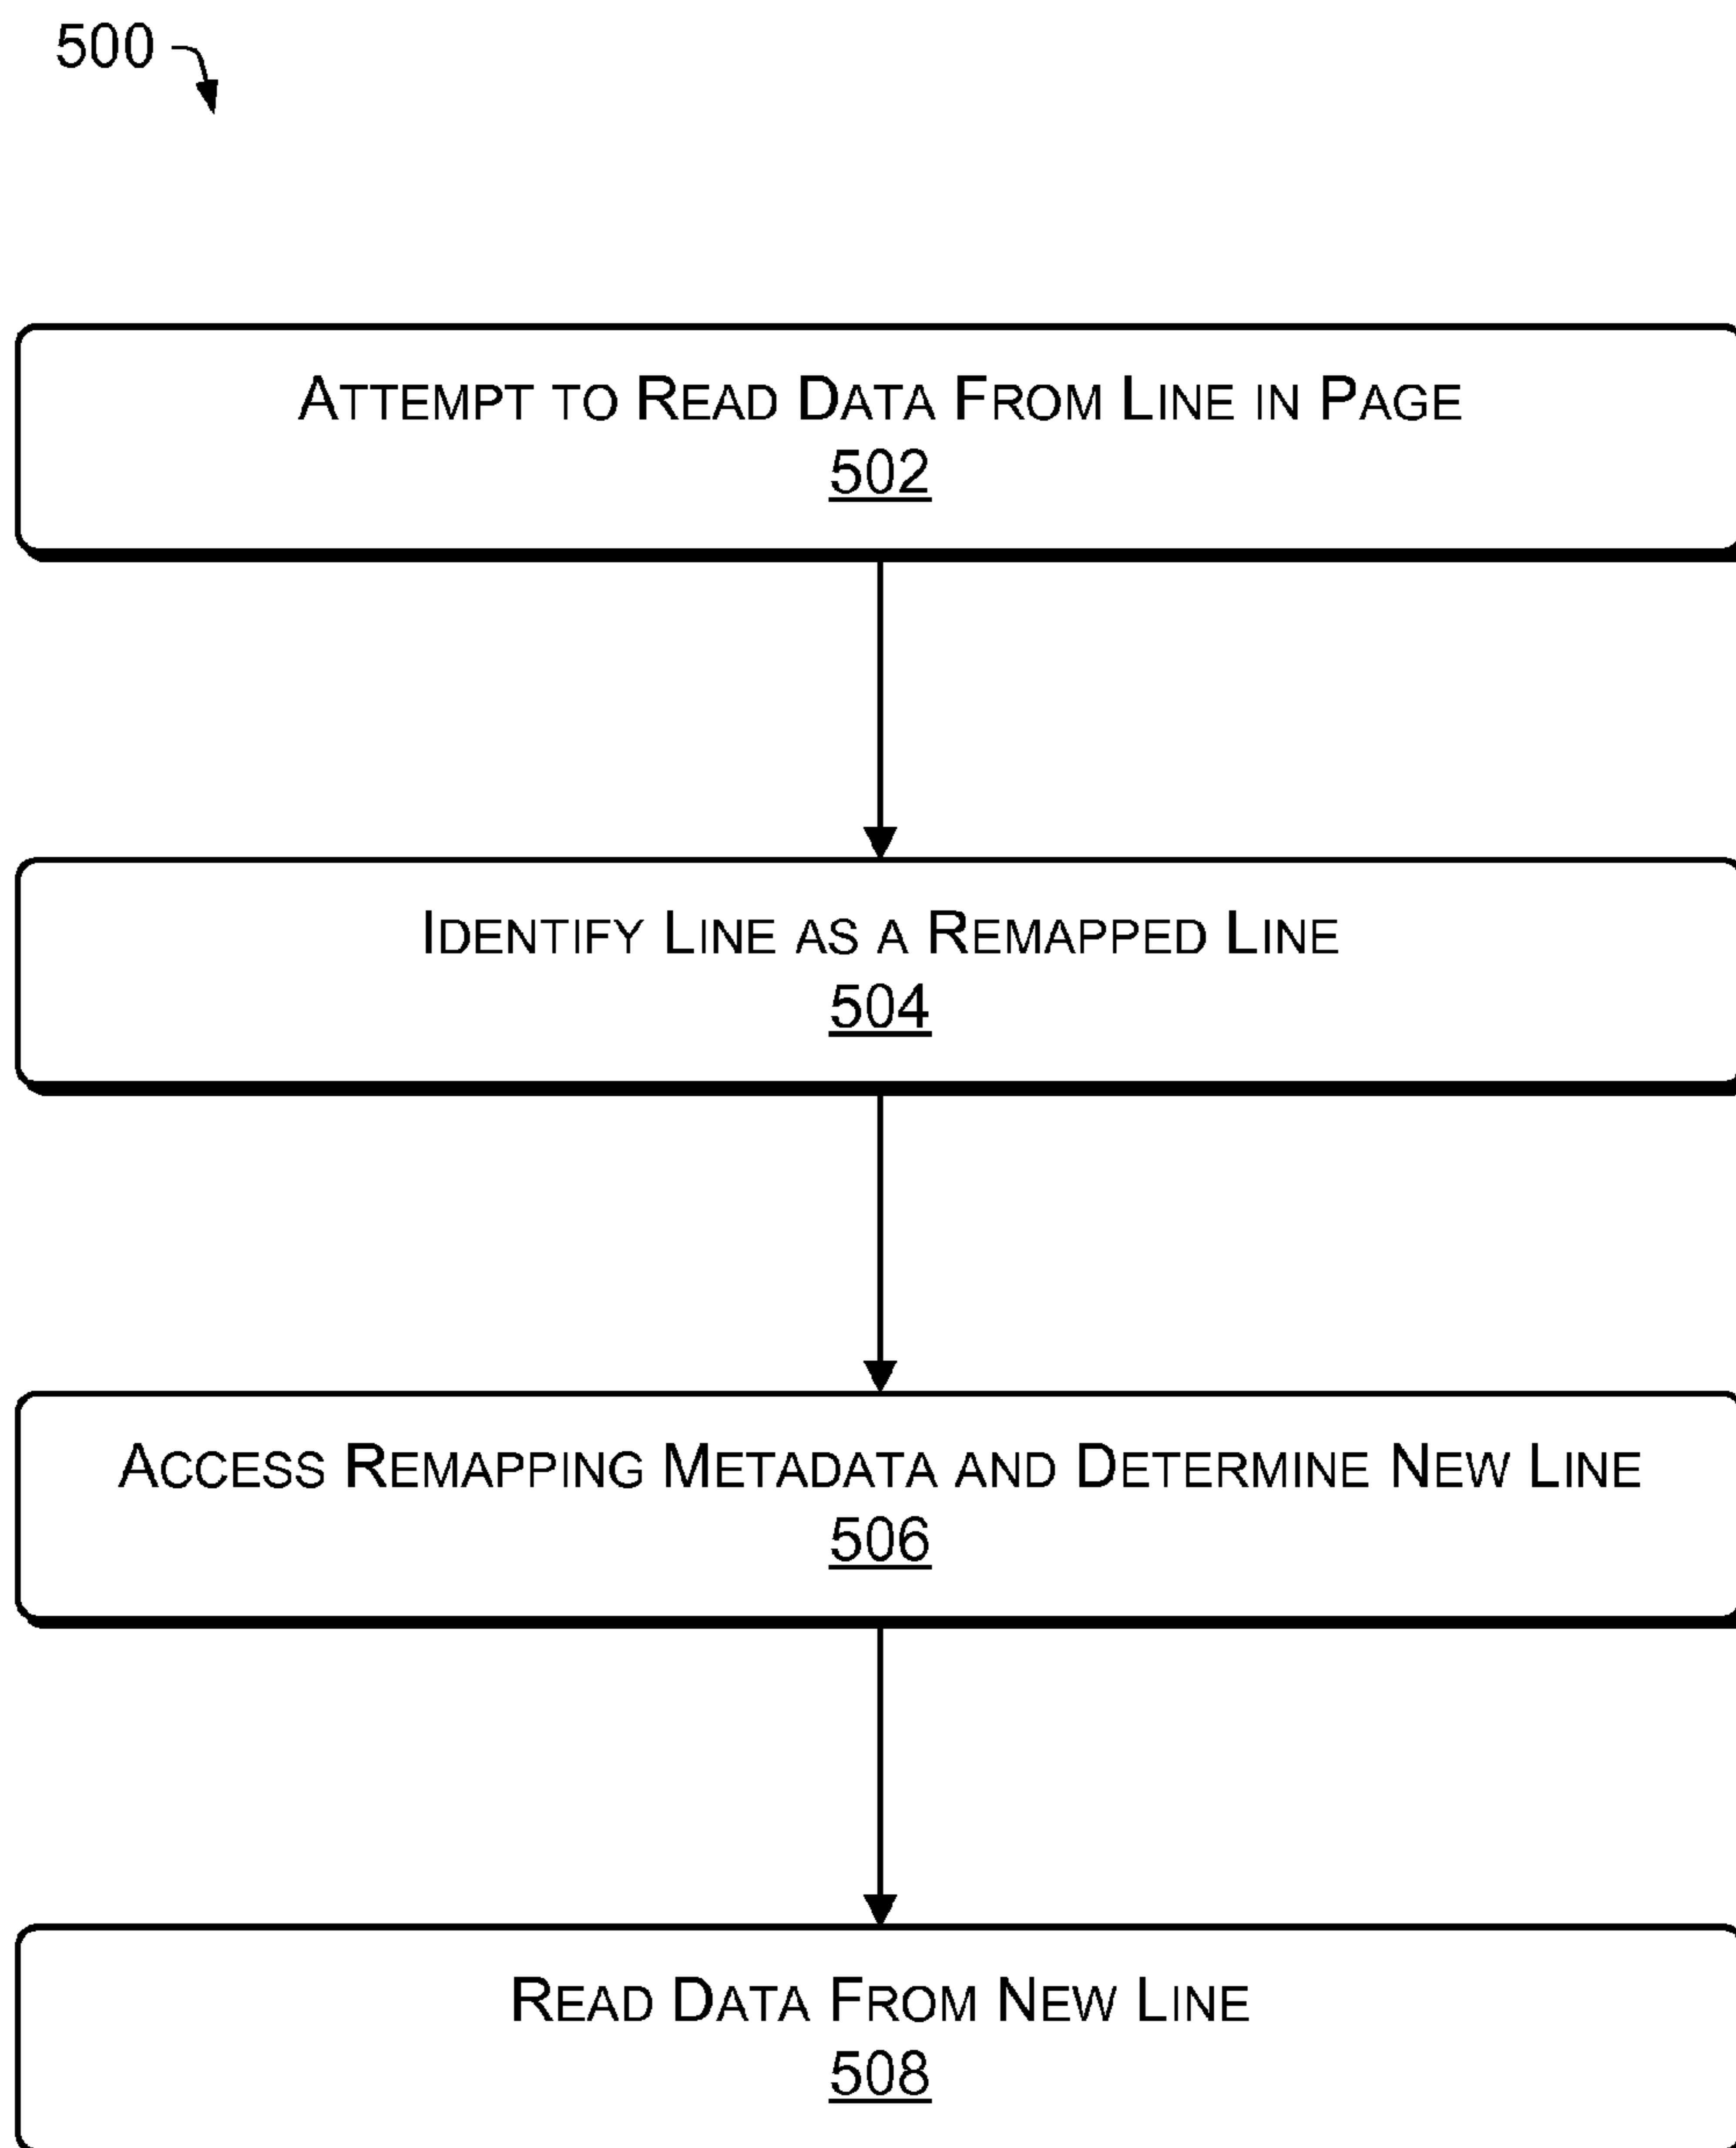 500
Attempt to Read Data From Line in Page
502
Identify Line as a Remapped Line
504
Access Remapping Metadata and Determine New Line
506
Read Data From New Line
508